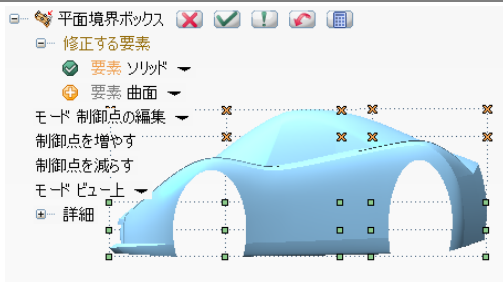 平面境界ボックス
修正する要素
要素 ソリッド
要素 曲面
モード 制御点の編集
制御点を増やす
制御点を減らす
モード ビュー上
詳細